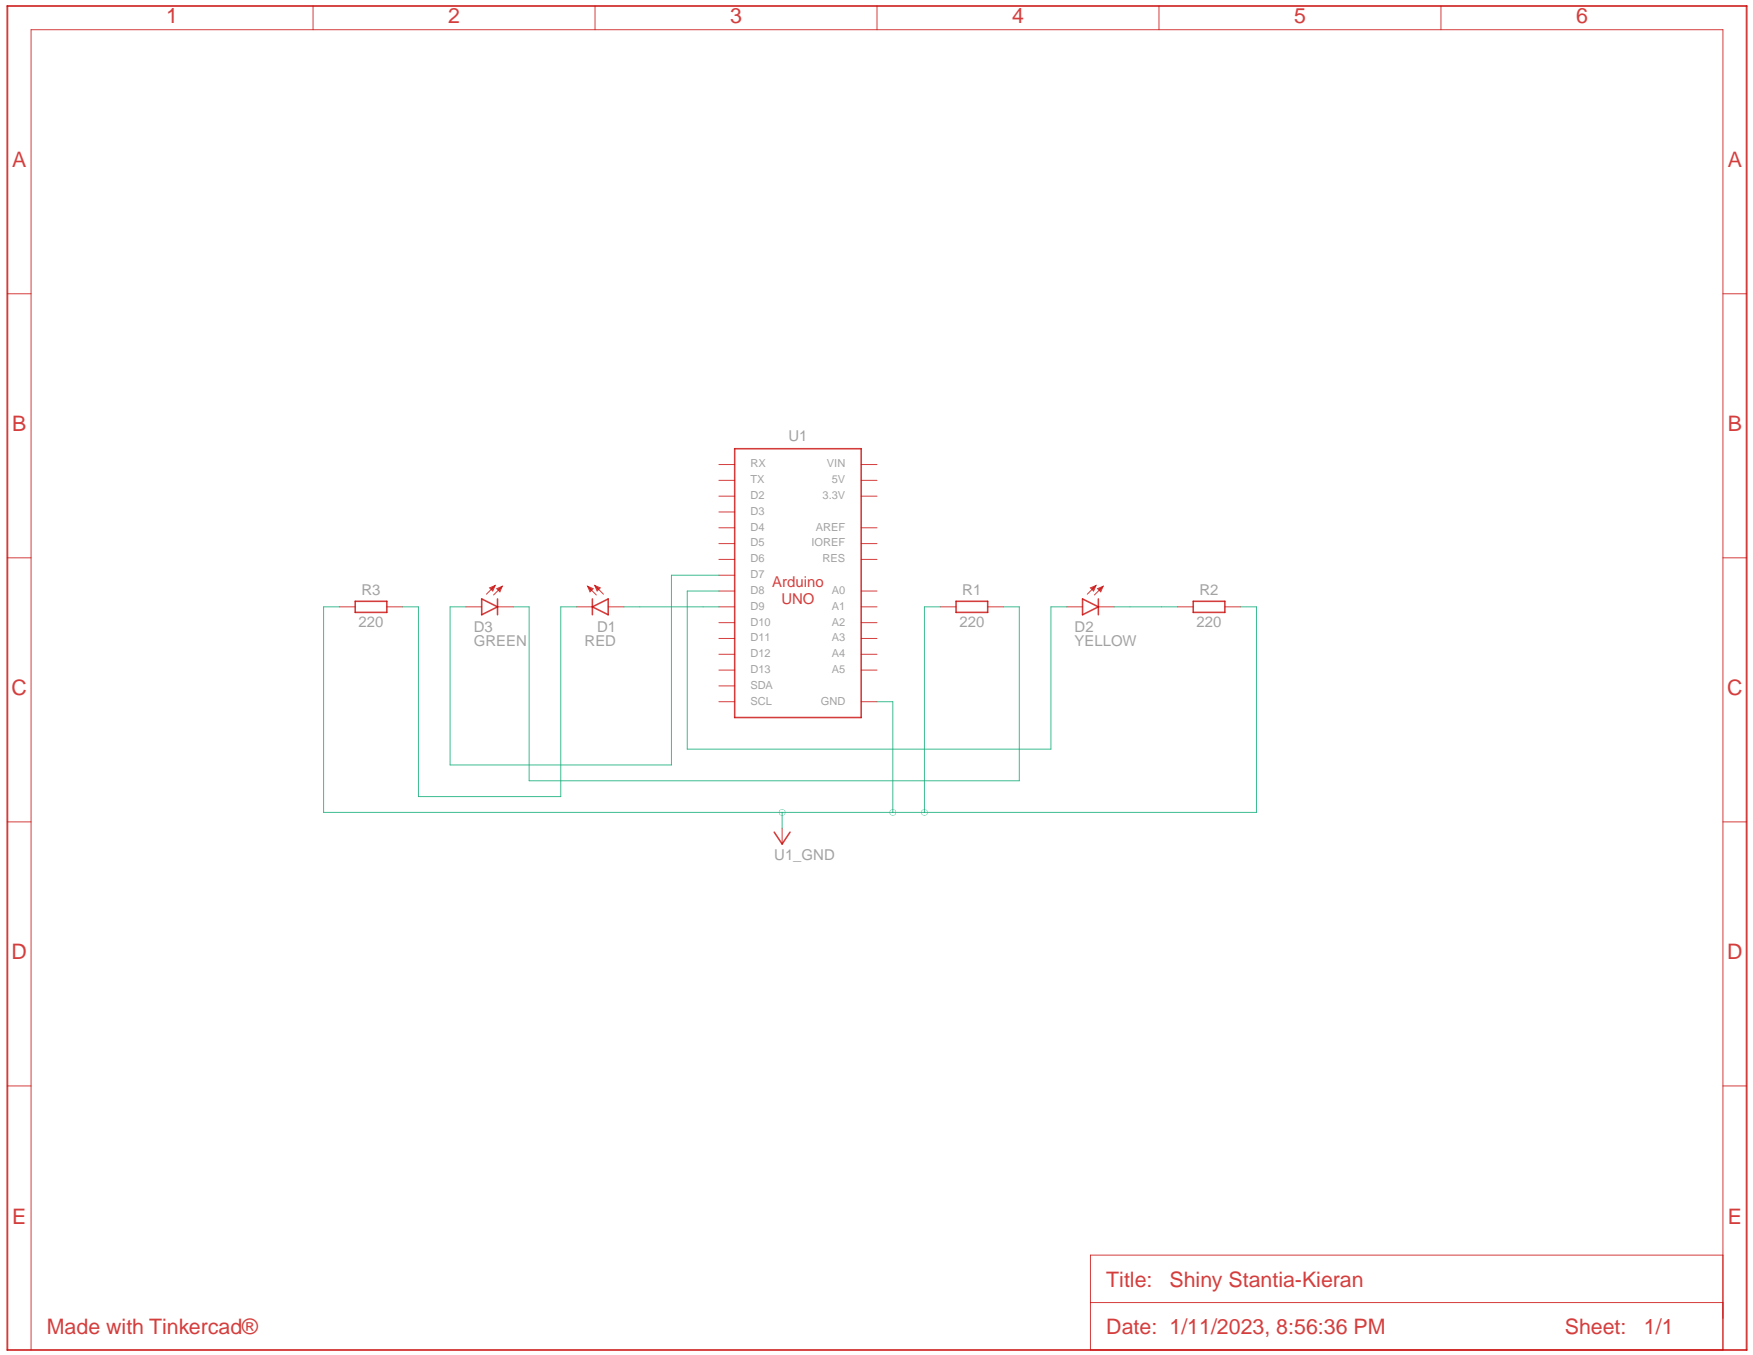 1 2 3 4 5 6
A A
B B
U1
RX VIN
TX 5V
D2 3.3V
D3
D4 AREF
D5 IOREF
D6 RES
D7
Arduino
D8 A0
UNO
D9 A1
D10 A2
D11 A3
D12 A4
D13 A5
SDA
SCL GND
R3
220
D3
GREEN
D1
RED
R1
220
D2
YELLOW
R2
220
C C
U1_GND
D D
E E
Title: Shiny Stantia-Kieran
Made with Tinkercad®
Date: 1/11/2023, 8:56:36 PM Sheet: 1/1